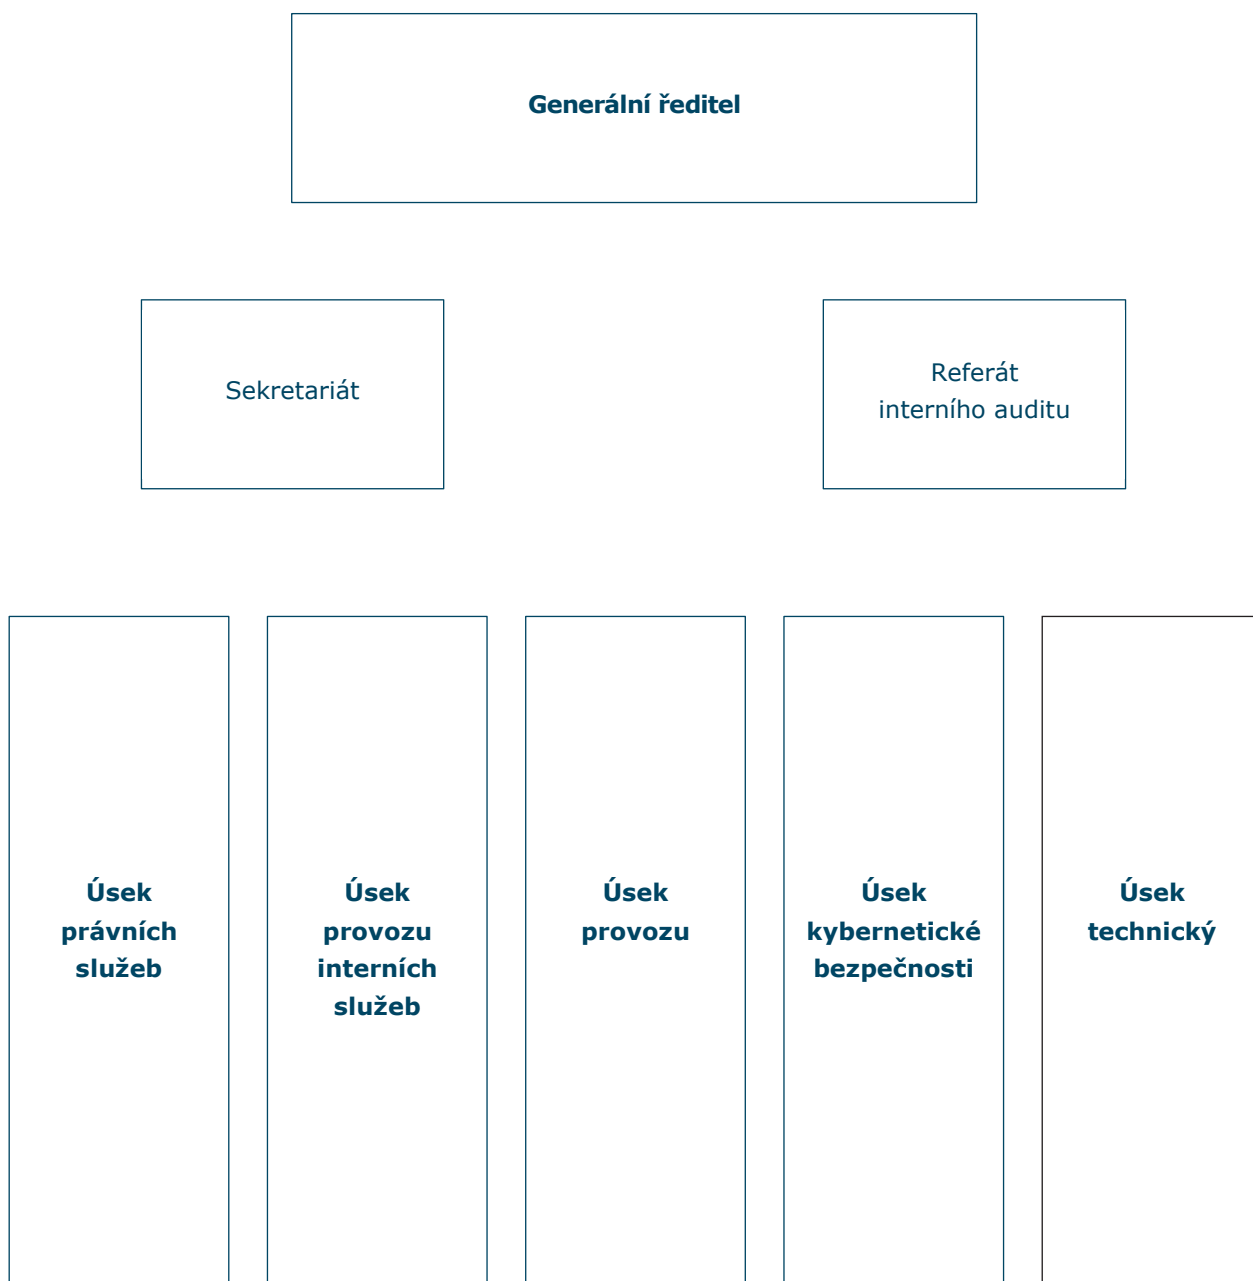 Generální ředitel
Sekretariát
Referát
interního auditu
Úsek
právních
služeb
Úsek
provozu
interních
služeb
Úsek
provozu
Úsek
kybernetické
bezpečnosti
Úsek
technický